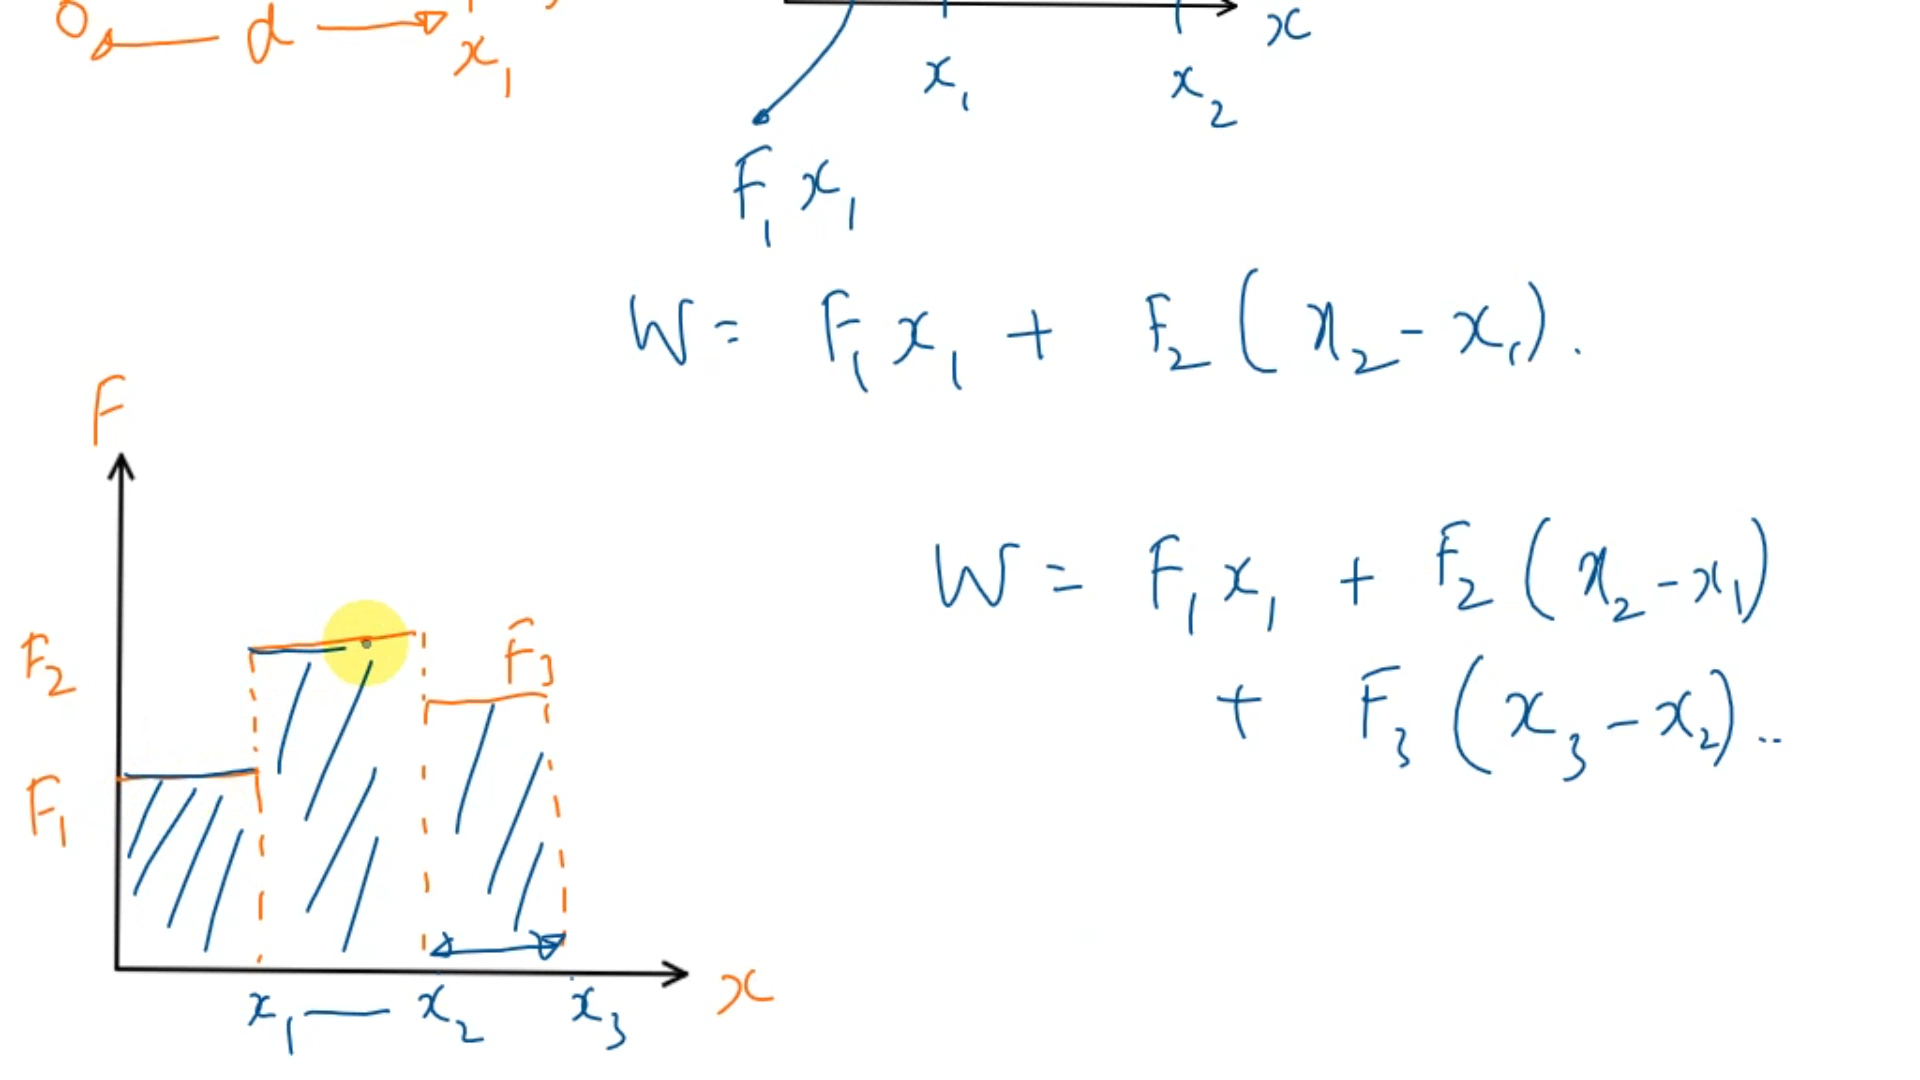 0 d x₁
x
x₁ x₂
F₁ x₁
W = F₁ x₁ + F₂ ( x₂ - x₁ ) .
F
W = F₁ x₁ + F₂ ( x₂ - x₁ )
+ F₃ ( x₃ - x₂ ) ..
F₂
F₃
F₁
x
x₁ — x₂ x₃